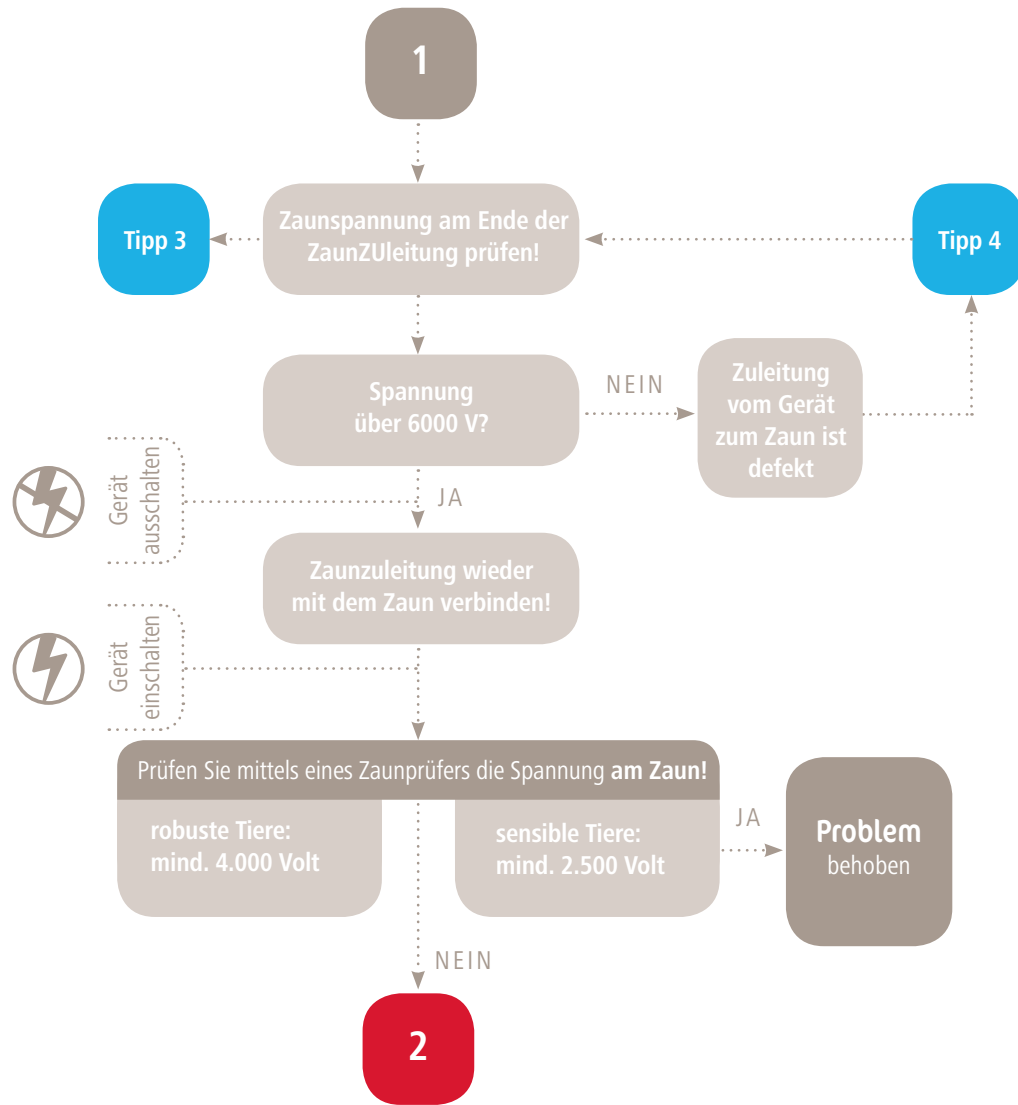 1
Zaunspannung am Ende der
ZaunZUleitung prüfen!
Tipp 3
Tipp 4
Spannung
über 6000 V?
NEIN
Zuleitung
vom Gerät
zum Zaun ist
defekt
Gerät
ausschalten
JA
Zaunzuleitung wieder
mit dem Zaun verbinden!
Gerät
einschalten
Prüfen Sie mittels eines Zaunprüfers die Spannung am Zaun!
robuste Tiere:
mind. 4.000 Volt
sensible Tiere:
mind. 2.500 Volt
JA
Problem
behoben
NEIN
2